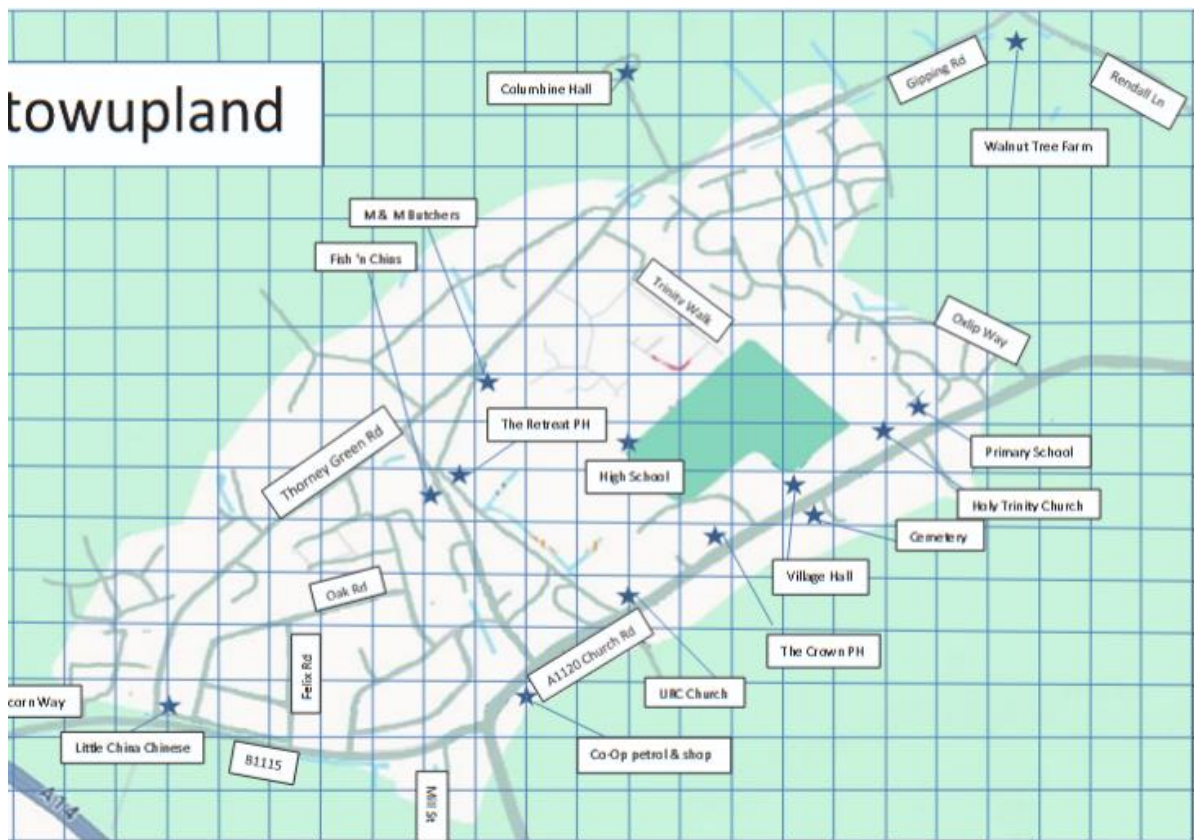 towupland
Columbine Hall
Gipping Rd
Rendall Ln
Walnut Tree Farm
M & M Butchers
Fish 'n Chips
Trinity Walk
Oxlip Way
The Retreat PH
Thorney Green Rd
High School
Primary School
Holy Trinity Church
Cemetery
Village Hall
Oak Rd
The Crown PH
A1120 Church Rd
Felix Rd
URC Church
corn Way
Little China Chinese
B1115
Co-Op petrol & shop
Mill St
A14